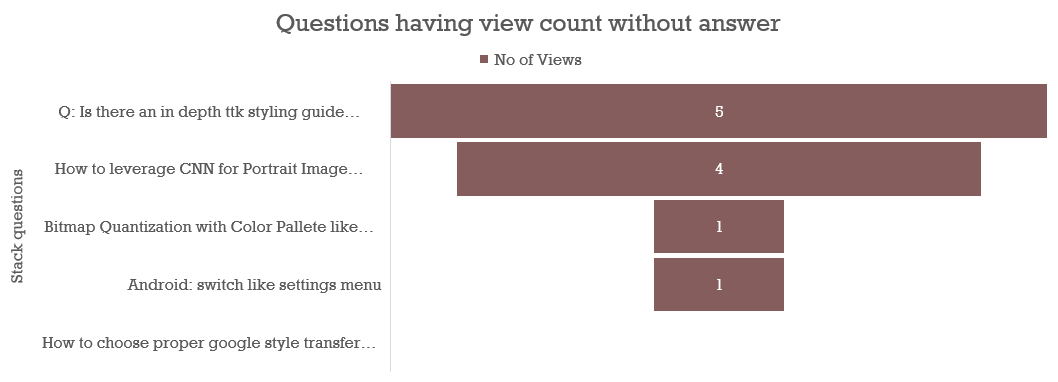 Questions having view count without answer
No of Views
Stack questions
Q: Is there an in depth ttk styling guide...
5
How to leverage CNN for Portrait Image...
4
Bitmap Quantization with Color Pallete like...
1
Android: switch like settings menu
1
How to choose proper google style transfer...